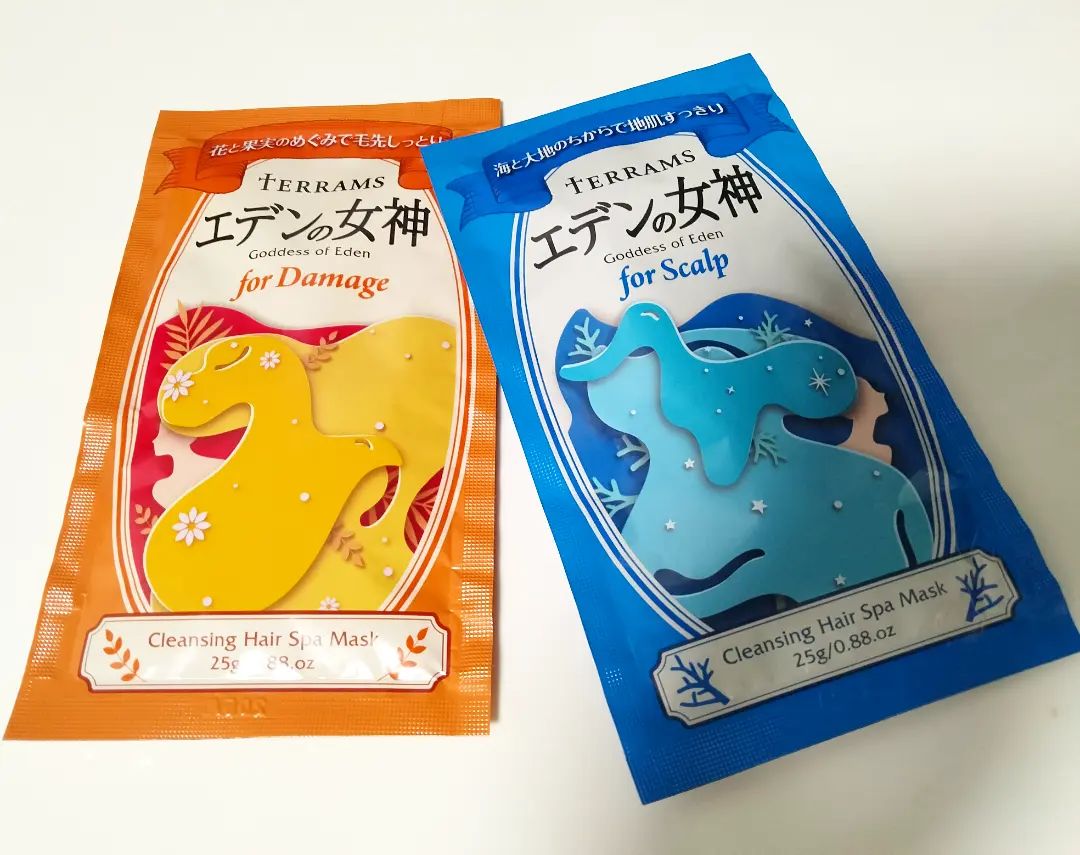 花と果実のめぐみで毛先しっとり
TERRAMS
エデンの女神
Goddess of Eden
for Damage
Cleansing Hair Spa Mask
25g/0.88.oz
海と大地のちからで地肌すっきり
TERRAMS
エデンの女神
Goddess of Eden
for Scalp
Cleansing Hair Spa Mask
25g/0.88.oz